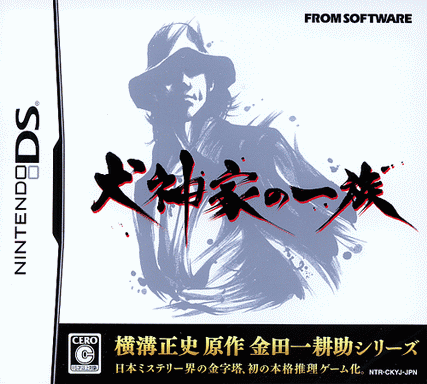 FROM SOFTWARE
NINTENDO DS
犬神家の一族
CERO
C
横溝正史 原作 金田一耕助シリーズ
日本ミステリー界の金字塔、初の本格推理ゲーム化。
NTR-CKYJ-JPN